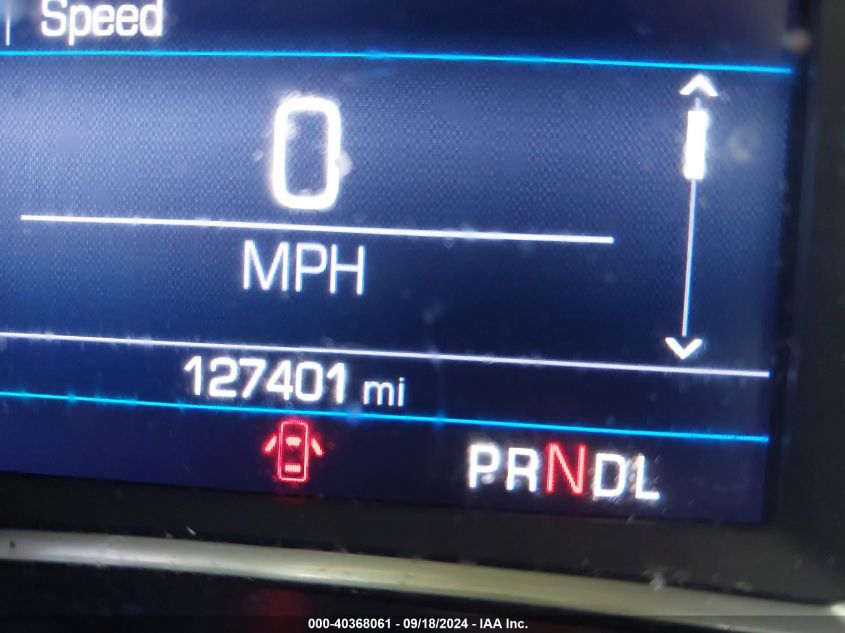 Speed
0
MPH
127401 mi
PRNDL
000-40368061 - 09/18/2024 - IAA Inc.